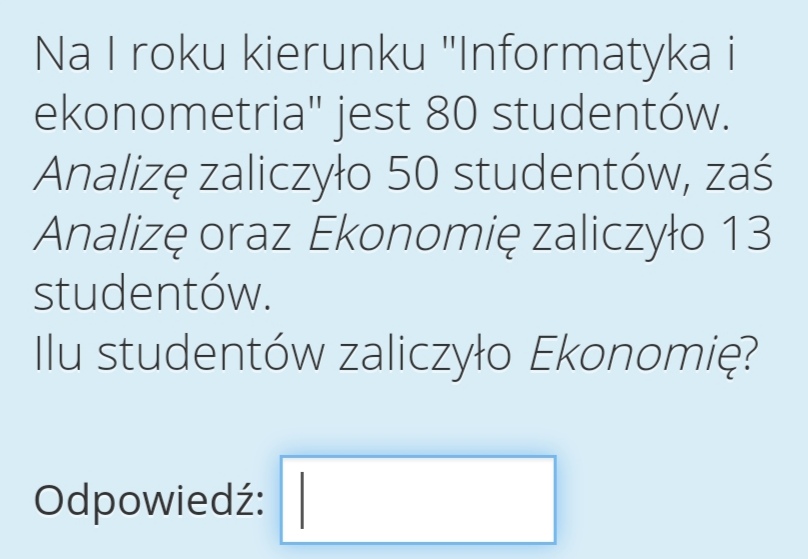 Na I roku kierunku "Informatyka i
ekonometria" jest 80 studentów.
Analizę zaliczyło 50 studentów, zaś
Analizę oraz Ekonomię zaliczyło 13
studentów.
Ilu studentów zaliczyło Ekonomię?
Odpowiedź: